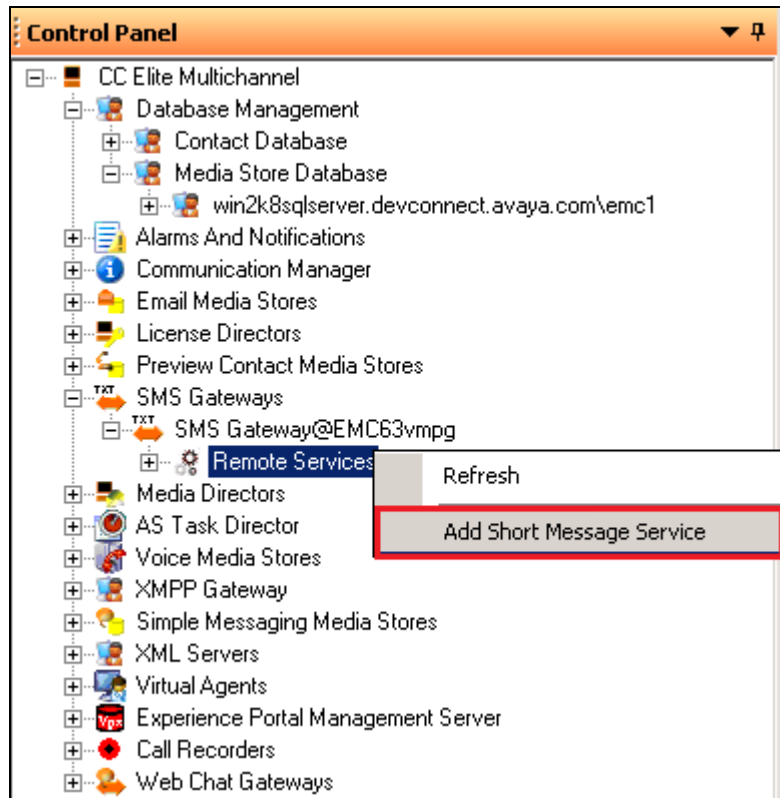 Control Panel
CC Elite Multichannel
Database Management
Contact Database
Media Store Database
win2k8sqlserver.devconnect.avaya.com\emc1
Alarms And Notifications
Communication Manager
Email Media Stores
License Directors
Preview Contact Media Stores
TXT SMS Gateways
TXT SMS Gateway@EMC63vmpg
Remote Services
Refresh
Add Short Message Service
Media Directors
AS Task Director
Voice Media Stores
XMPP Gateway
Simple Messaging Media Stores
XML Servers
Virtual Agents
Vpx Experience Portal Management Server
Call Recorders
Web Chat Gateways